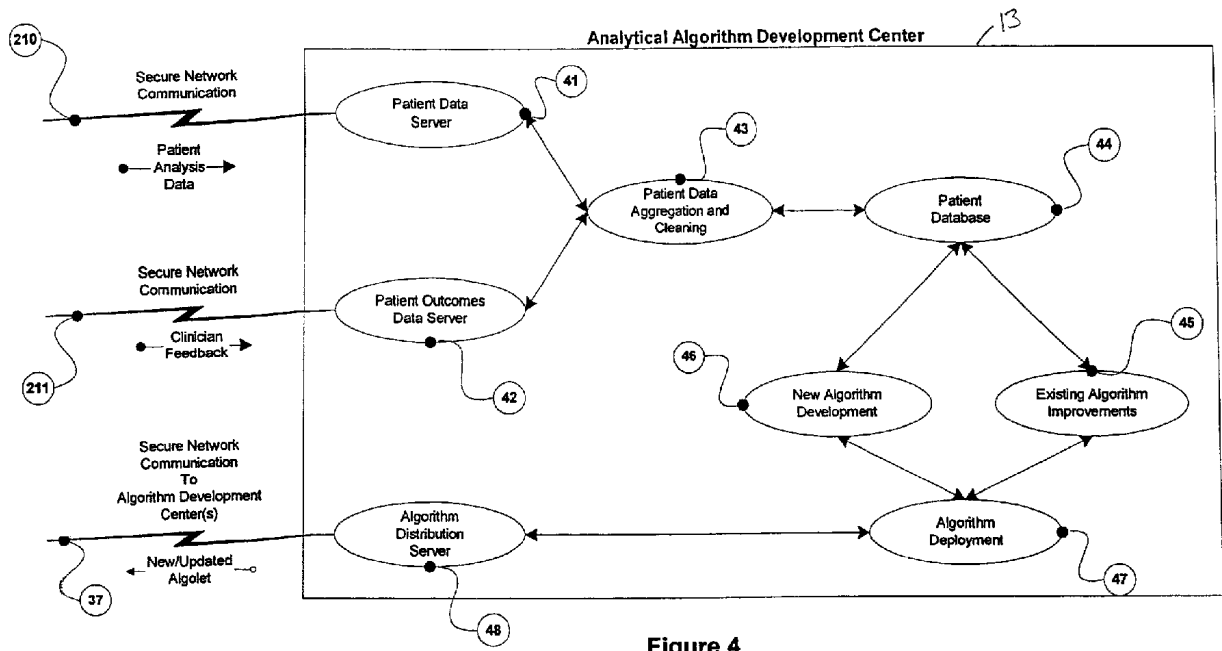 Analytical Algorithm Development Center
13
210
Secure Network
Communication
Patient
Analysis
Data
Patient Data
Server
41
43
Patient Data
Aggregation and
Cleaning
44
Patient
Database
Secure Network
Communication
Clinician
Feedback
211
Patient Outcomes
Data Server
42
46
New Algorithm
Development
45
Existing Algorithm
Improvements
Secure Network
Communication
To
Algorithm Development
Center(s)
New/Updated
Algolet
37
Algorithm
Distribution
Server
48
Algorithm
Deployment
47
Figure 4